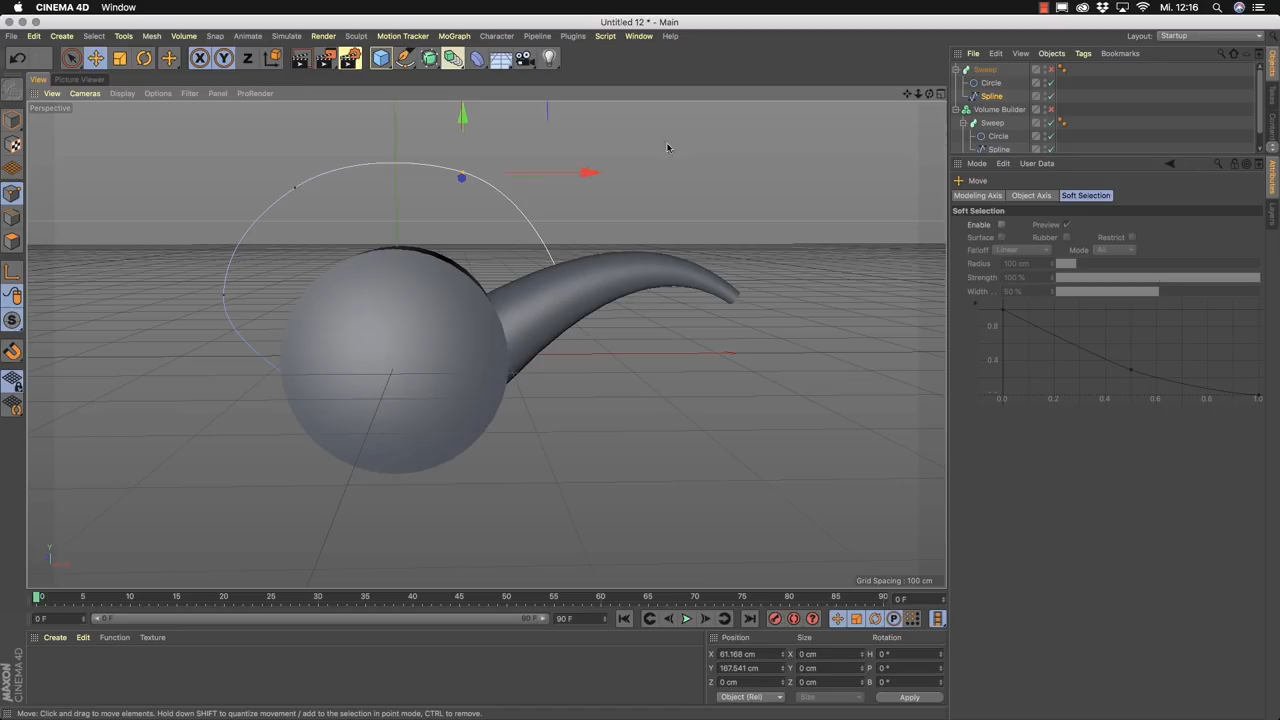 CINEMA 4D Window Mi. 12:16
Untitled 12 * - Main
File Edit Create Select Tools Mesh Volume Snap Animate Simulate Render Sculpt Motion Tracker MoGraph Character Pipeline Plugins Script Window Help Layout: Startup
X Y Z File Edit View Objects Tags Bookmarks
View Picture Viewer
View Cameras Display Options Filter Panel ProRender
Perspective
Sweep
Circle
Spline
Volume Builder
Sweep
Circle
Spline
Mode Edit User Data
Move
Modeling Axis Object Axis Soft Selection
Soft Selection
Enable Preview
Surface Rubber Restrict
Falloff Linear Mode All
Radius 100 cm
Strength 100 %
Width . . 50 %
0.8
0.4
0.0 0.2 0.4 0.6 0.8 1.0
Objects
Takes
Attributes
Layers
Y
Grid Spacing : 100 cm
0 5 10 15 20 25 30 35 40 45 50 55 60 65 70 75 80 85 90 0 F
0 F 0 F 90 F 90 F
Create Edit Function Texture
Position Size Rotation
X 61.168 cm X 0 cm H 0 °
Y 167.541 cm Y 0 cm P 0 °
Z 0 cm Z 0 cm B 0 °
Object (Rel) Size Apply
MAXON CINEMA 4D
Move: Click and drag to move elements. Hold down SHIFT to quantize movement / add to the selection in point mode, CTRL to remove.